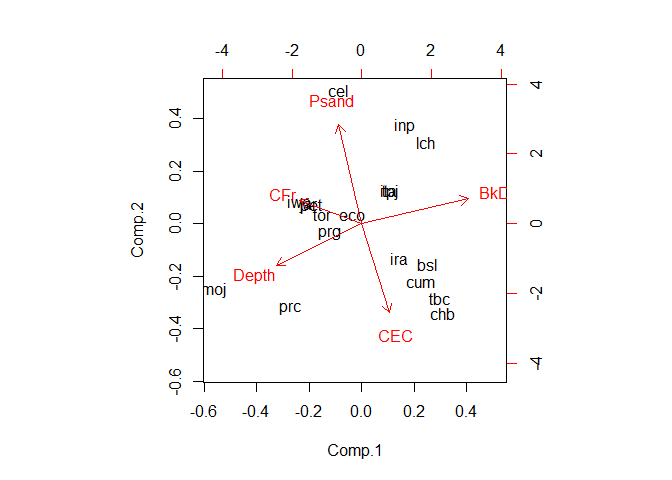 -4 -2 0 2 4
cel
Psand
inp
lch
CFr
BkD
tor eco
prg
ira
bsl
Depth
cum
moj
tbc
prc
chb
CEC
-0.6 -0.4 -0.2 0.0 0.2 0.4
-4 -2 0 2 4
-0.6 -0.4 -0.2 0.0 0.2 0.4
Comp.1
Comp.2